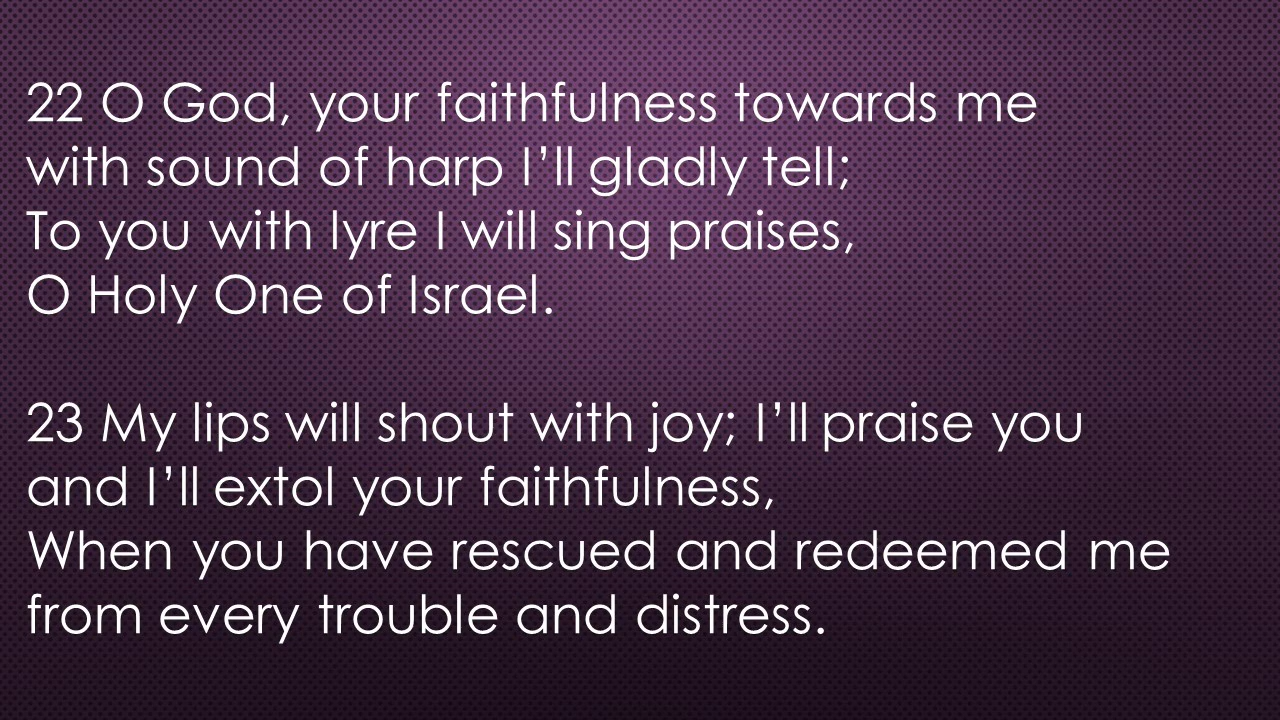 22 O God, your faithfulness towards me
with sound of harp I’ll gladly tell;
To you with lyre I will sing praises,
O Holy One of Israel.
23 My lips will shout with joy; I’ll praise you
and I’ll extol your faithfulness,
When you have rescued and redeemed me
from every trouble and distress.